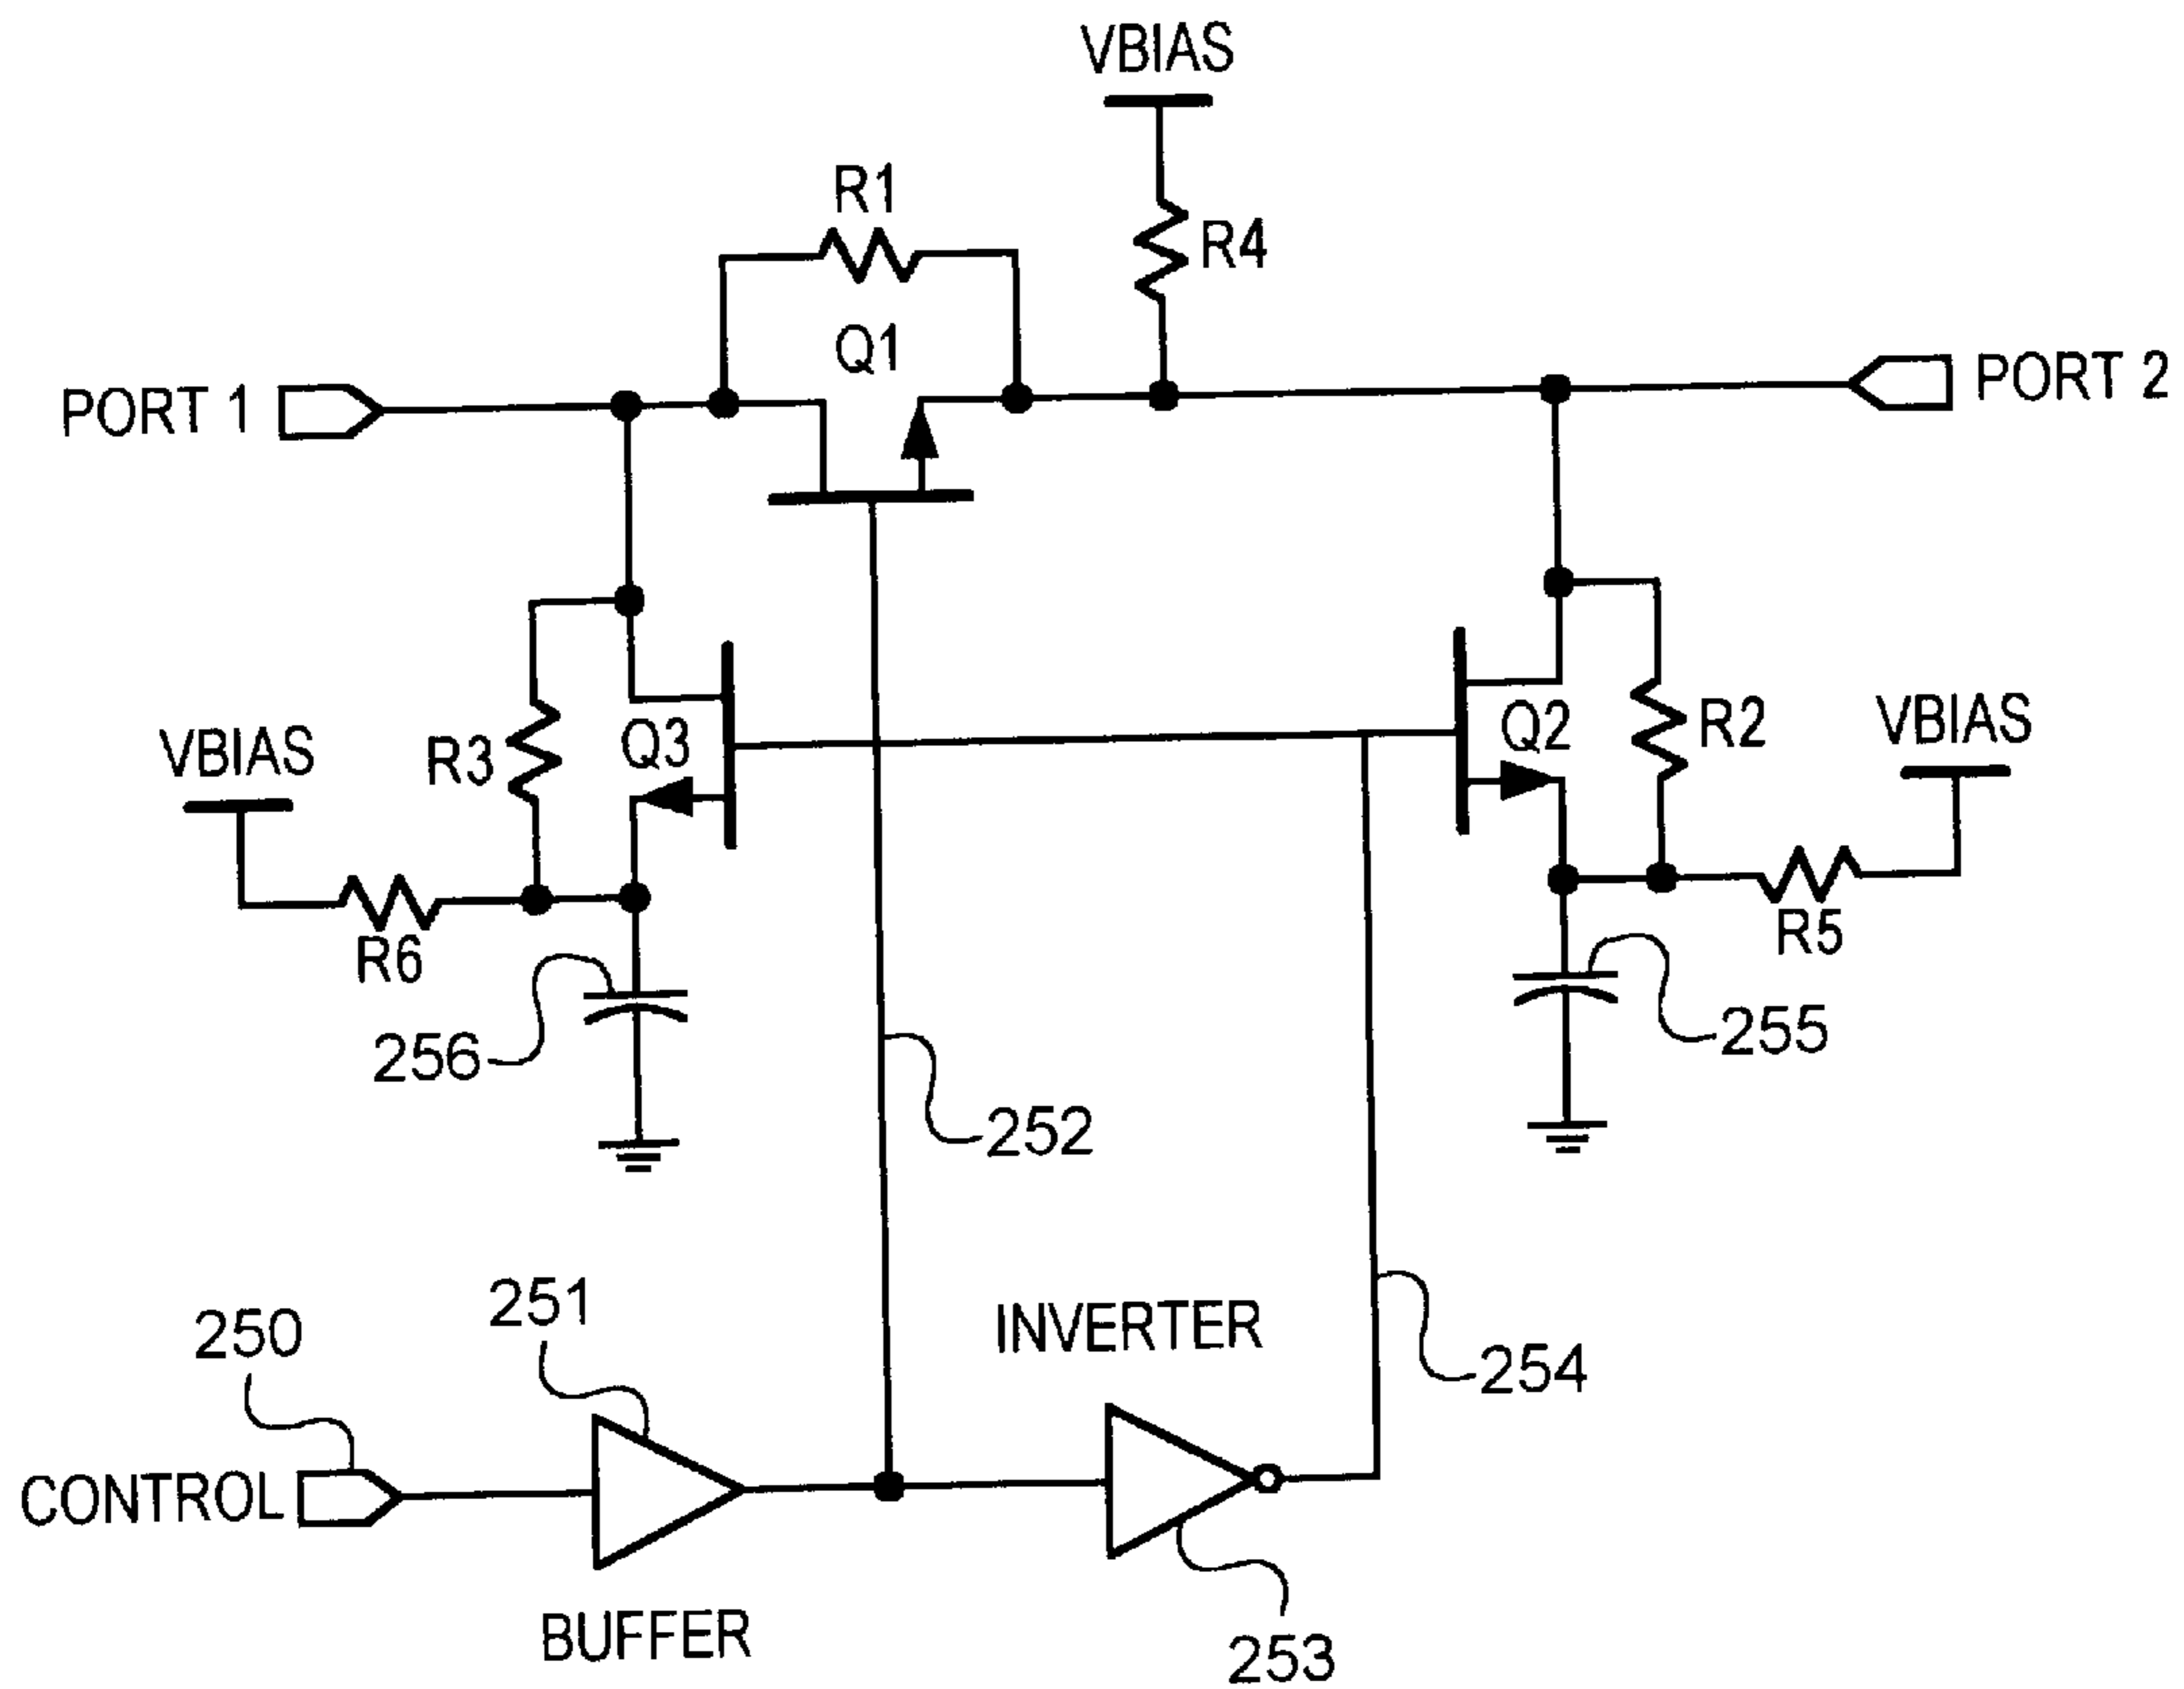 VBIAS
R1
R4
Q1
PORT 1
PORT 2
VBIAS
R3
Q3
Q2
R2
VBIAS
R6
R5
256
255
252
251
250
INVERTER
254
CONTROL
BUFFER
253